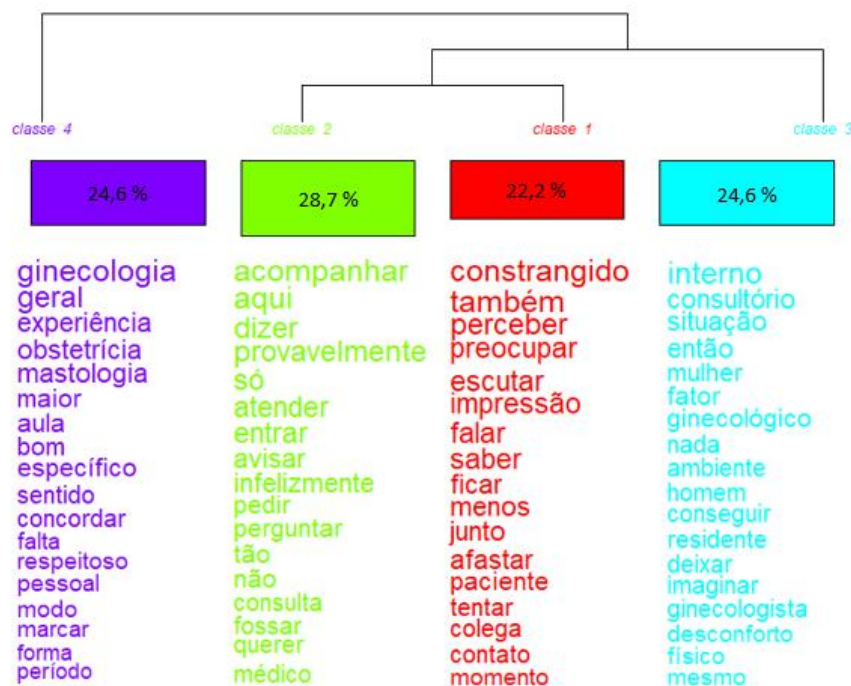 classe 4
classe 2
classe 1
classe 3
24,6 %
28,7 %
22,2 %
24,6 %
ginecologia
geral
experiência
obstetrícia
mastologia
maior
aula
bom
específico
sentido
concordar
falta
respeitoso
pessoal
modo
marcar
forma
período
acompanhar
aqui
dizer
provavelmente
só
atender
entrar
avisar
infelizmente
pedir
perguntar
tão
não
consulta
fossar
querer
médico
constrangido
também
perceber
preocupar
escutar
impressão
falar
saber
ficar
menos
junto
afastar
paciente
tentar
colega
contato
momento
interno
consultório
situação
então
mulher
fator
ginecológico
nada
ambiente
homem
conseguir
residente
deixar
imaginar
ginecologista
desconforto
físico
mesmo